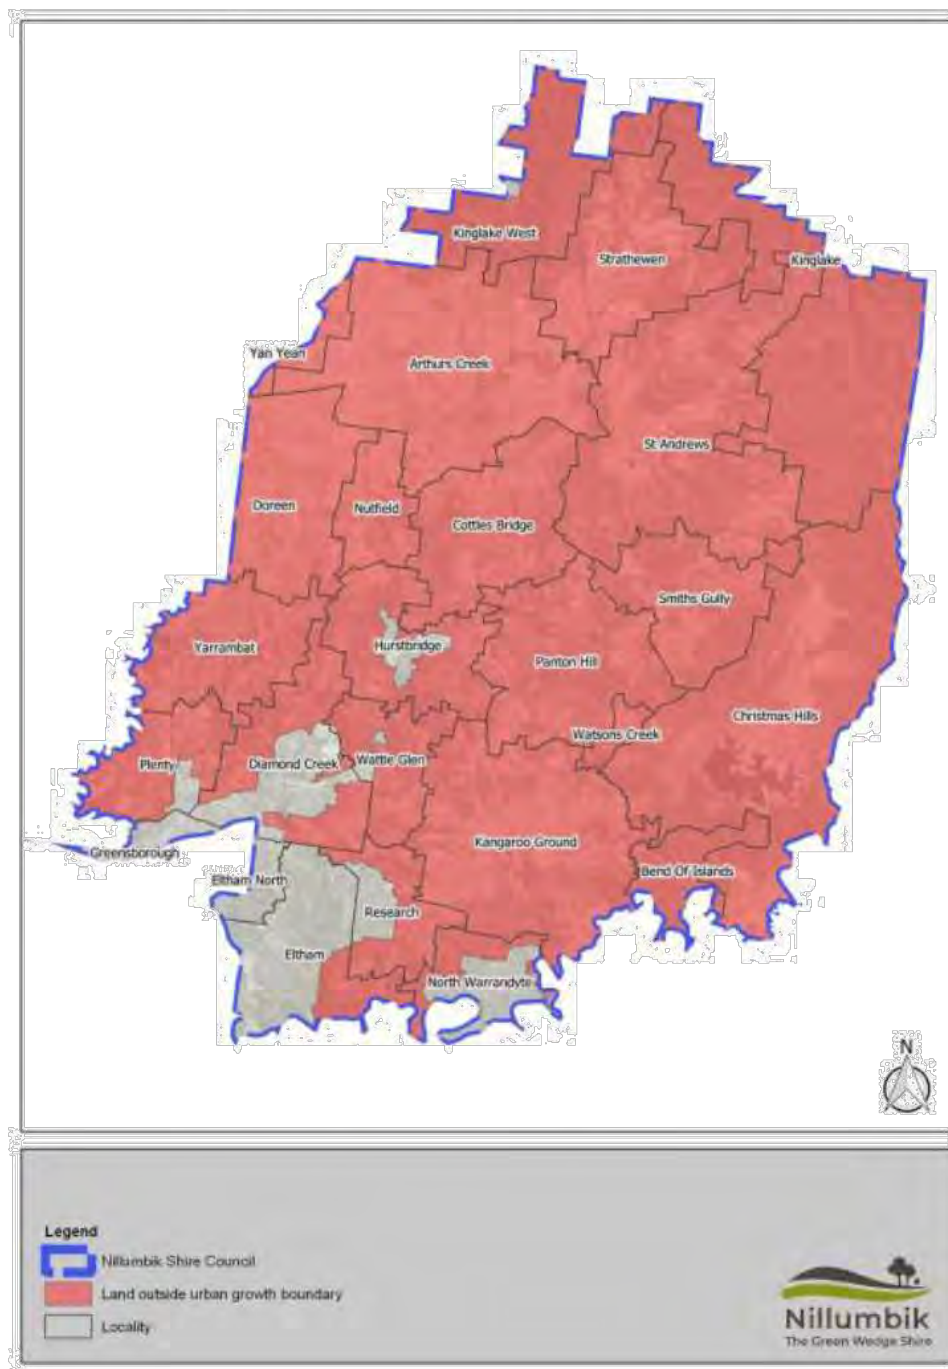 Kinglake West
Strathewen
Kinglake
Yan Yean
Arthurs Creek
St Andrews
Doreen
Nutfield
Cottles Bridge
Smiths Gully
Yarrambat
Hurstbridge
Panton Hill
Christmas Hills
Watsons Creek
Plenty
Diamond Creek
Wattle Glen
Kangaroo Ground
Greensborough
Bend Of Islands
Eltham North
Research
Eltham
North Warrandyte
N
Legend
Nillumbik Shire Council
Land outside urban growth boundary
Locality
Nillumbik
The Green Wedge Shire